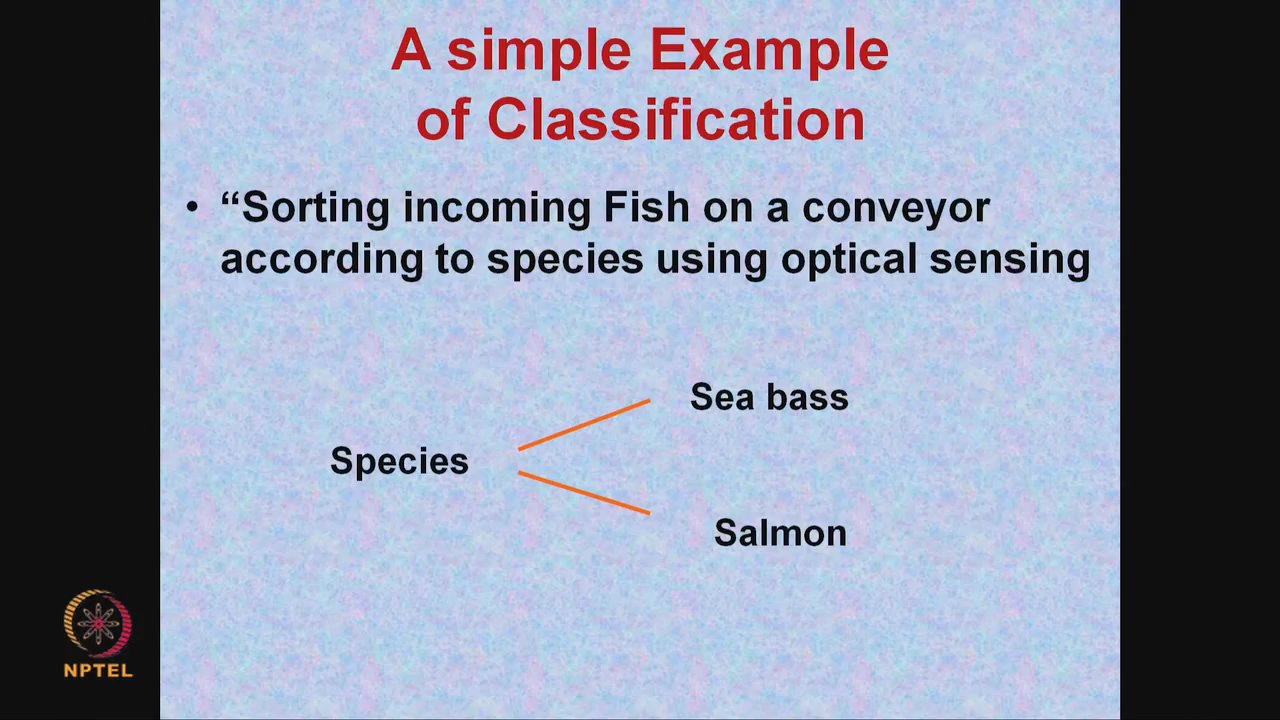 A simple Example
of Classification
• “Sorting incoming Fish on a conveyor
according to species using optical sensing
Sea bass
Species
Salmon
NPTEL